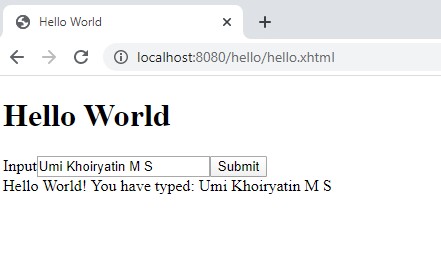 Hello World
localhost:8080/hello/hello.xhtml
Hello World
Input Umi Khoiryatin M S Submit
Hello World! You have typed: Umi Khoiryatin M S